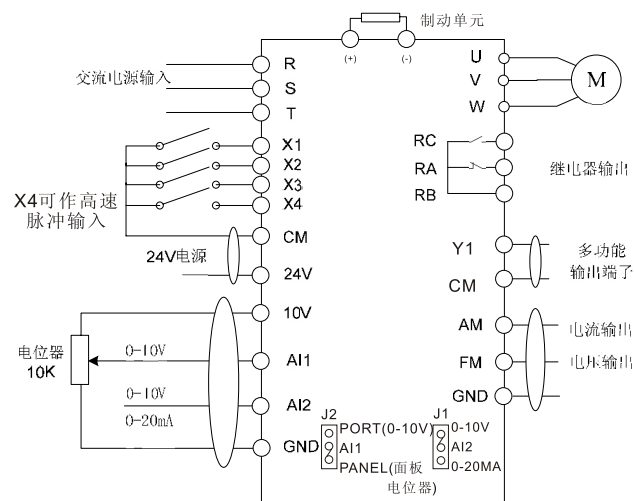 制动单元
(+)
(-)
R
交流电源输入
S
T
X1
X2
X3
X4
X4可作高速
脉冲输入
CM
24V电源
24V
10V
电位器
10K
0-10V
AI1
0-10V
AI2
0-20mA
GND
U
V
W
M
RC
RA
RB
继电器输出
Y1
CM
多功能
输出端了
AM
电流输出
FM
电压输出
GND
J2
PORT(0-10V)
AI1
PANEL(面板
电位器)
J1
0-10V
AI2
0-20MA